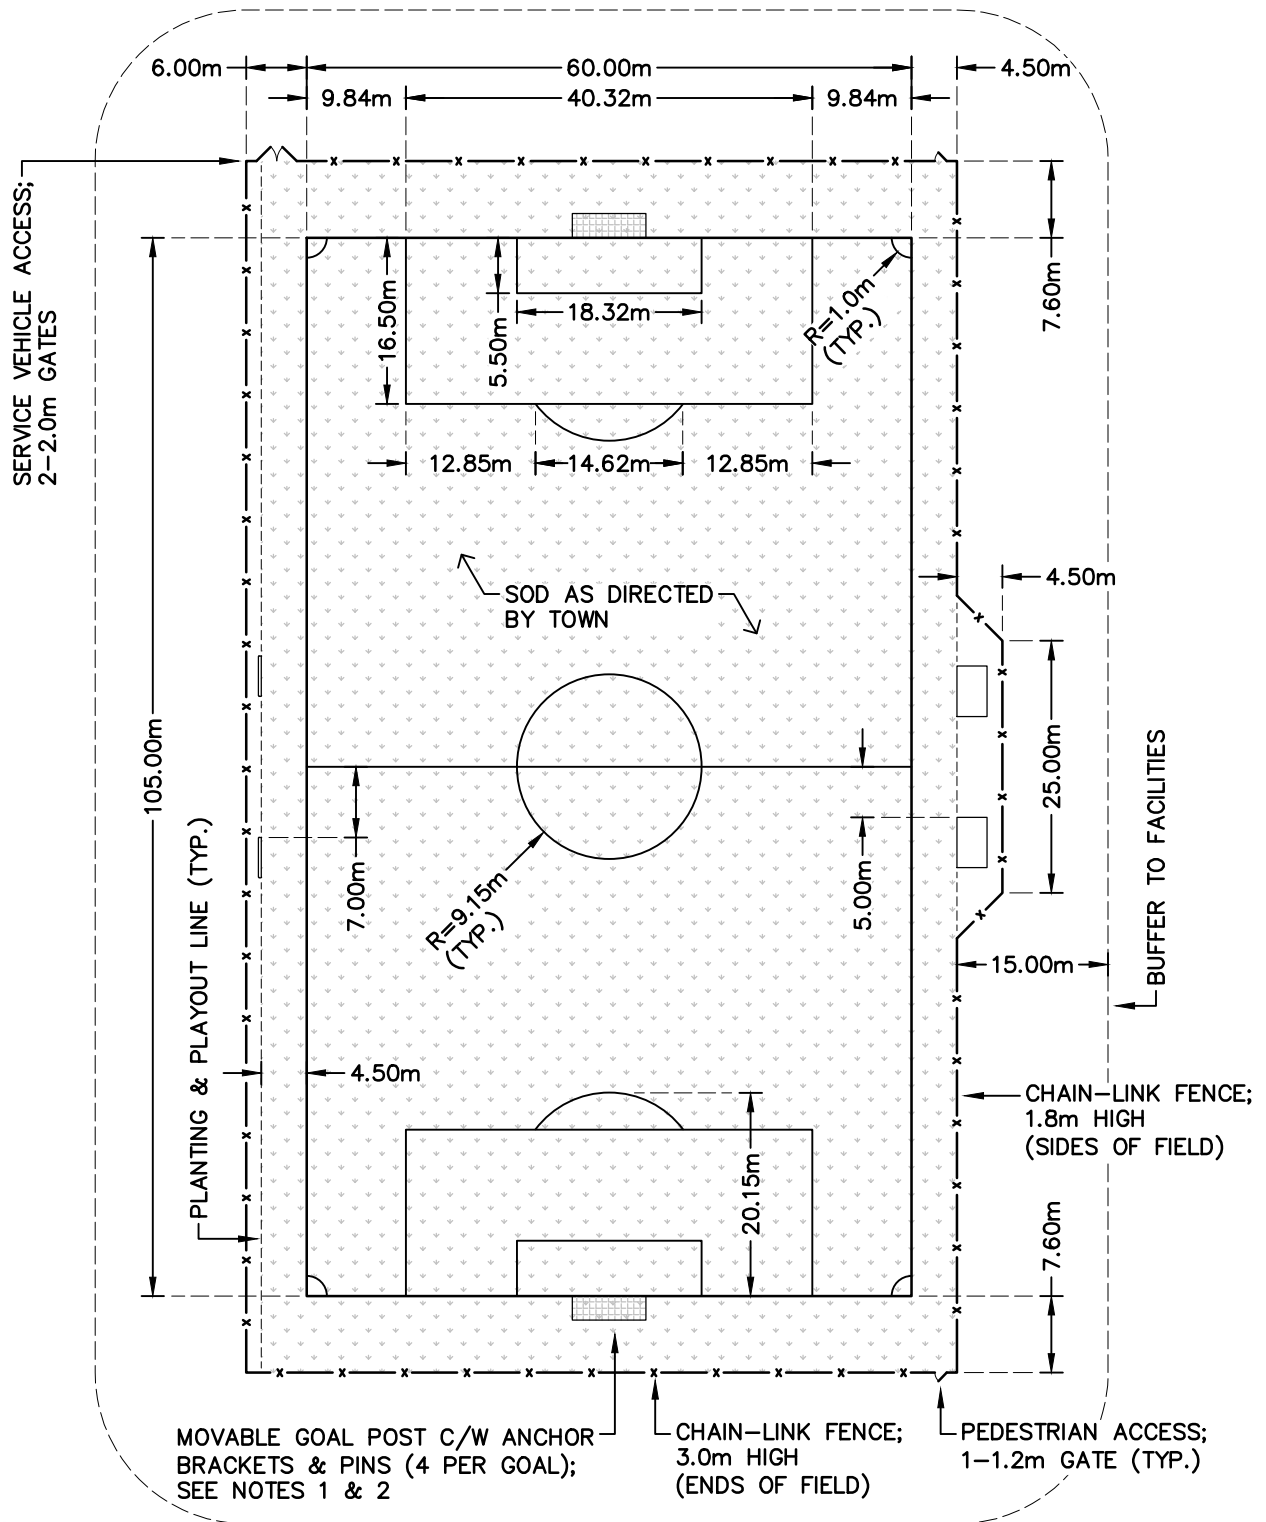 6.00m
60.00m
4.50m
9.84m
40.32m
9.84m
SERVICE VEHICLE ACCESS;
2-2.0m GATES
7.60m
16.50m
5.50m
18.32m
R=1.0m
(TYP.)
12.85m
14.62m
12.85m
SOD AS DIRECTED
BY TOWN
4.50m
105.00m
25.00m
7.00m
5.00m
R=9.15m
(TYP.)
PLANTING & PLAYOUT LINE (TYP.)
BUFFER TO FACILITIES
15.00m
4.50m
CHAIN-LINK FENCE;
1.8m HIGH
(SIDES OF FIELD)
20.15m
7.60m
MOVABLE GOAL POST C/W ANCHOR
BRACKETS & PINS (4 PER GOAL);
SEE NOTES 1 & 2
CHAIN-LINK FENCE;
3.0m HIGH
(ENDS OF FIELD)
PEDESTRIAN ACCESS;
1-1.2m GATE (TYP.)